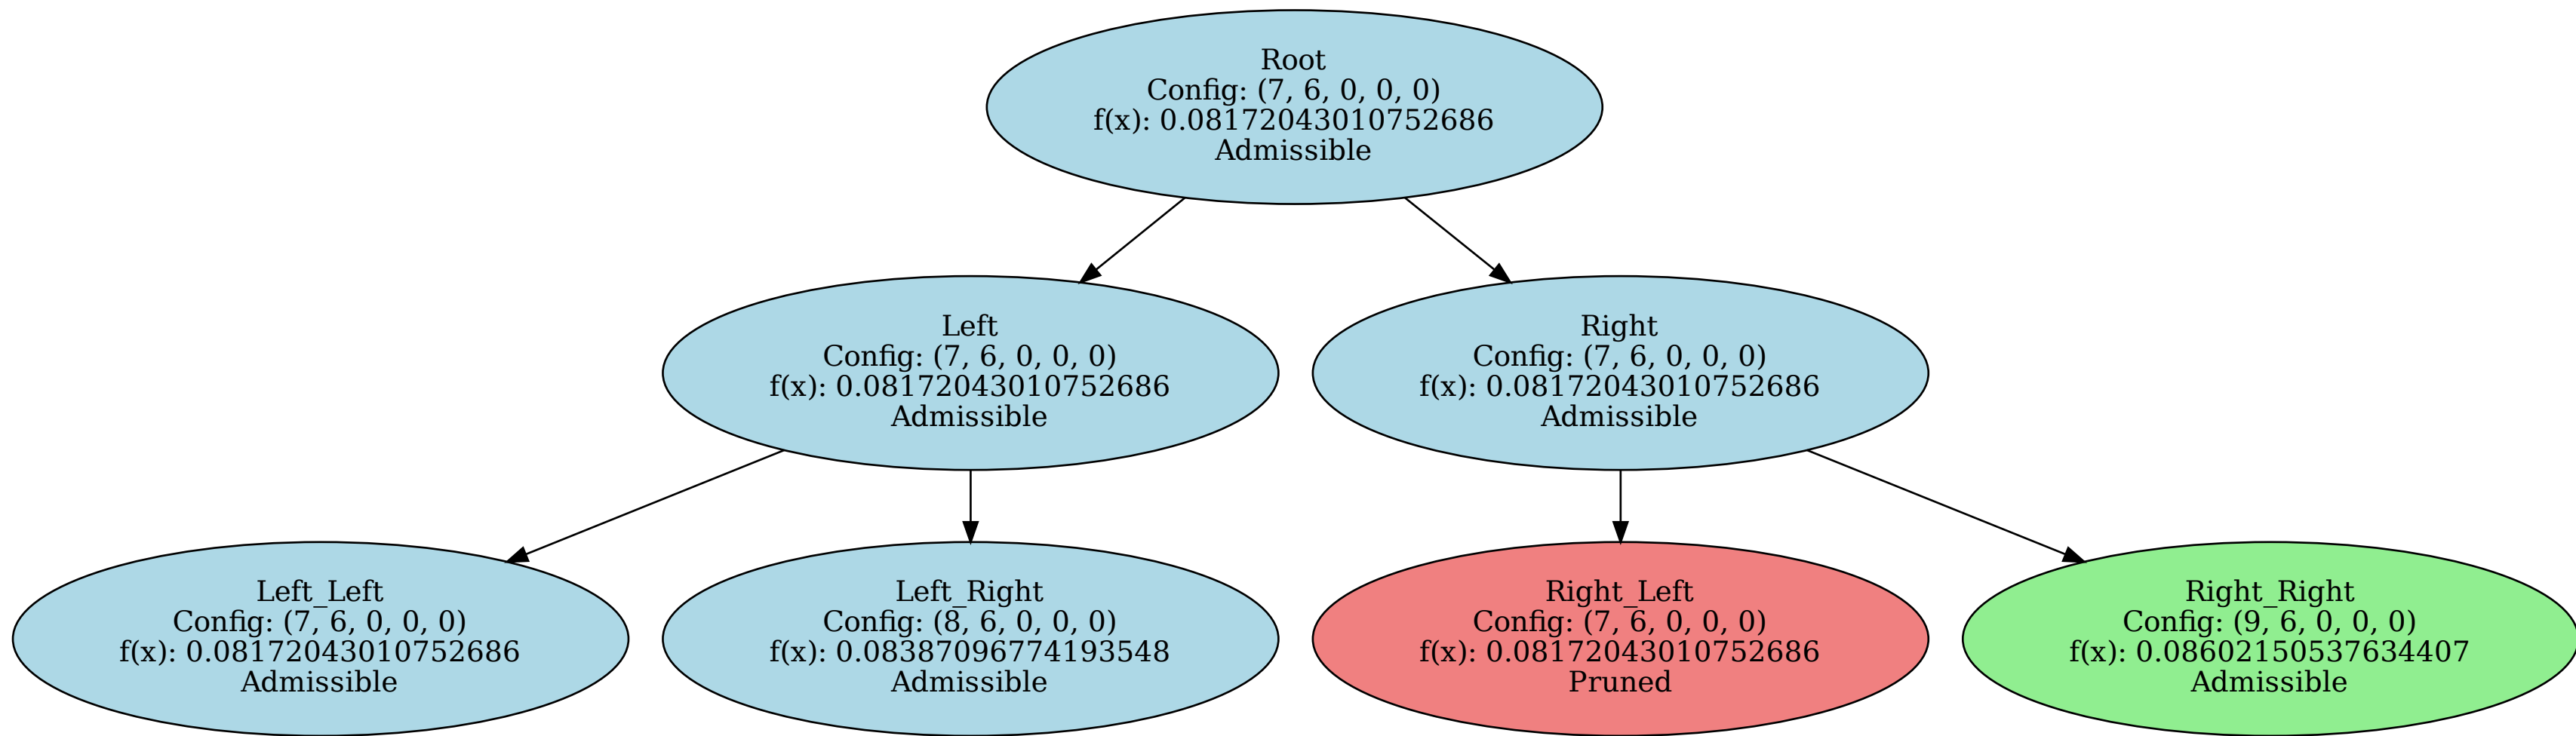 Root
Config: (7, 6, 0, 0, 0)
f(x): 0.08172043010752686
Admissible
Left
Config: (7, 6, 0, 0, 0)
f(x): 0.08172043010752686
Admissible
Right
Config: (7, 6, 0, 0, 0)
f(x): 0.08172043010752686
Admissible
Left_Left
Config: (7, 6, 0, 0, 0)
f(x): 0.08172043010752686
Admissible
Left_Right
Config: (8, 6, 0, 0, 0)
f(x): 0.08387096774193548
Admissible
Right_Left
Config: (7, 6, 0, 0, 0)
f(x): 0.08172043010752686
Pruned
Right_Right
Config: (9, 6, 0, 0, 0)
f(x): 0.08602150537634407
Admissible